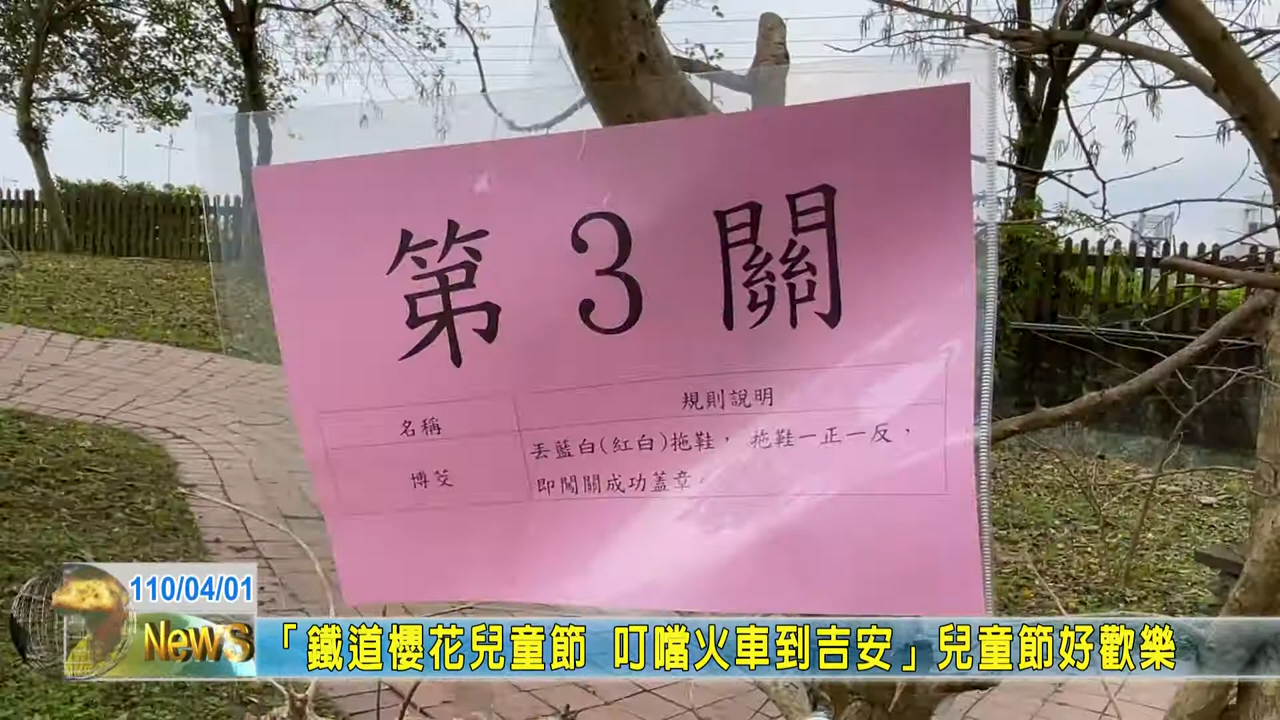 第3關
名稱
規則說明
博茭
丟藍白(紅白)拖鞋，拖鞋一正一反，
即闖關成功蓋章。
110/04/01
NewS
「鐵道櫻花兒童節 叮噹火車到吉安」兒童節好歡樂